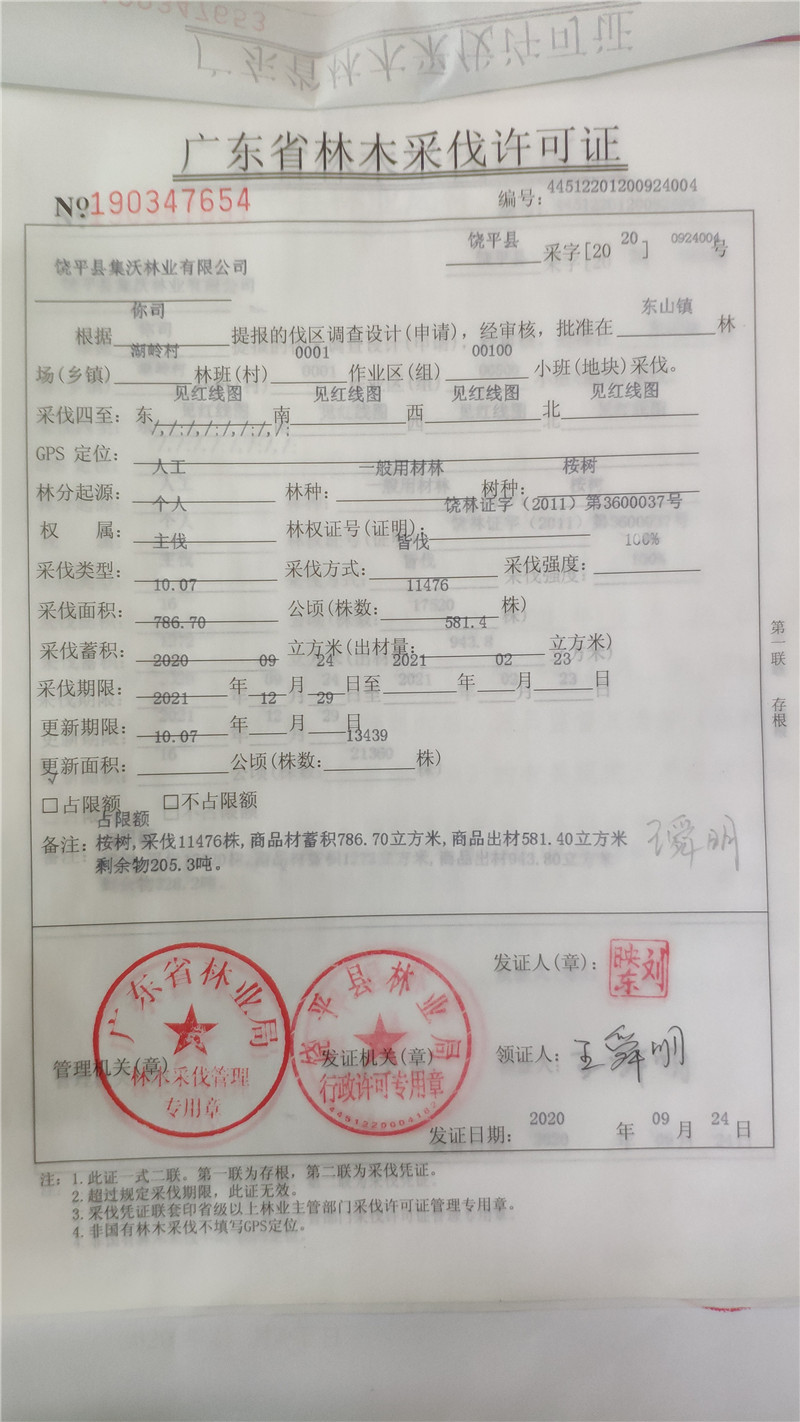 广东省林木采伐许可证
№190347654
编号：44512201200924004
饶平县 采字[2020] 0924004号
饶平县集沃林业有限公司
根据 你司 提报的伐区调查设计(申请)，经审核，批准在 东山镇 林
场(乡镇) 湖岭村 林班(村) 0001 作业区(组) 00100 小班(地块)采伐。
采伐四至：东 见红线图 南 见红线图 西 见红线图 北 见红线图
GPS 定位： /,/:/,/:/,/:/,/:
林分起源： 人工 林种： 一般用材林 树种： 桉树
权 属： 个人 林权证号(证明)： 饶林证字（2011）第3600037号
采伐类型： 主伐 采伐方式： 皆伐 采伐强度： 100%
采伐面积： 10.07 公顷(株数： 11476 株)
采伐蓄积： 786.70 立方米(出材量： 581.4 立方米)
采伐期限： 2020 年 09 月 24 日至 2021 年 02 月 23 日
更新期限： 2021 年 12 月 29 日
更新面积： 10.07 公顷(株数： 13439 株)
√
□占限额 □不占限额
占限额
备注：桉树,采伐11476株,商品材蓄积786.70立方米,商品出材581.40立方米
剩余物205.3吨。
第一联 存根
广东省林业局
林木采伐管理
专用章
管理机关(章)
饶平县林业局
行政许可专用章
发证机关(章)
发证人(章)： 刘映东
领证人： 王舜明
发证日期： 2020 年 09 月 24 日
注：1.此证一式二联。第一联为存根，第二联为采伐凭证。
2.超过规定采伐期限，此证无效。
3.采伐凭证联套印省级以上林业主管部门采伐许可证管理专用章。
4.非国有林木采伐不填写GPS定位。